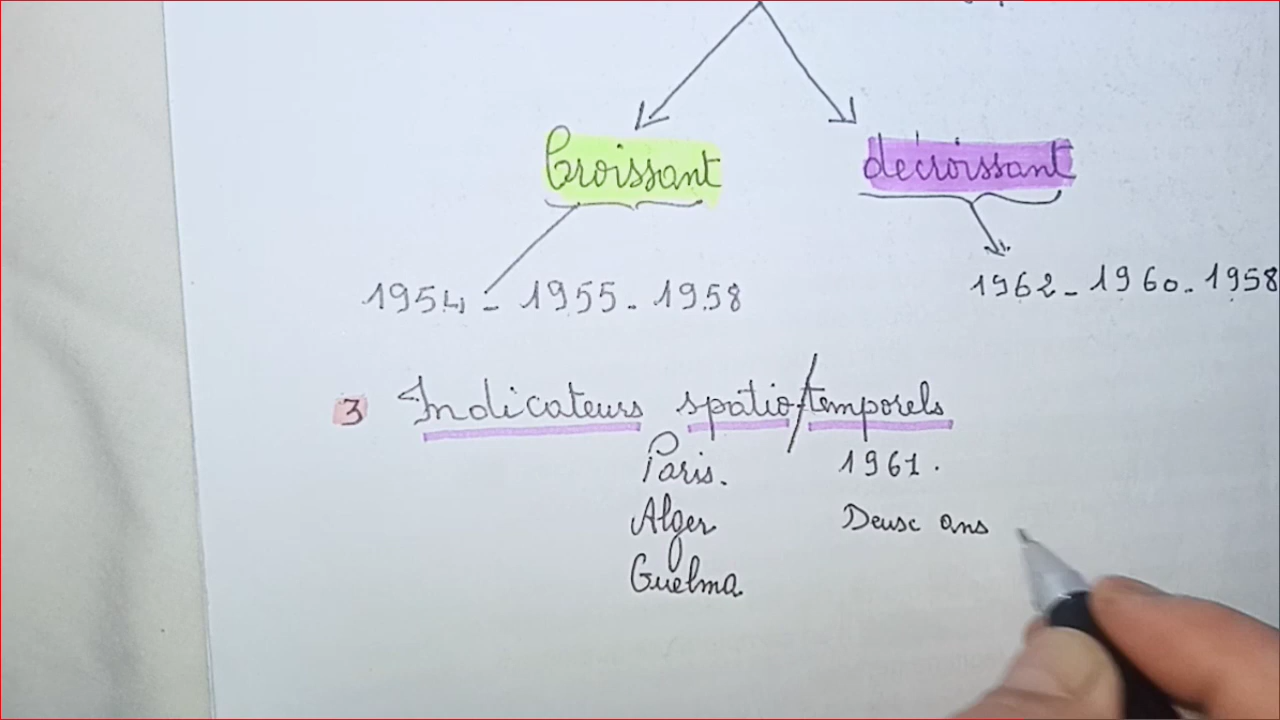 Croissant décroissant
1954 - 1955 - 1958 1962 - 1960 - 1958
3 Indicateurs spatio/temporels
Paris. 1961.
Alger Deux ans
Guelma.